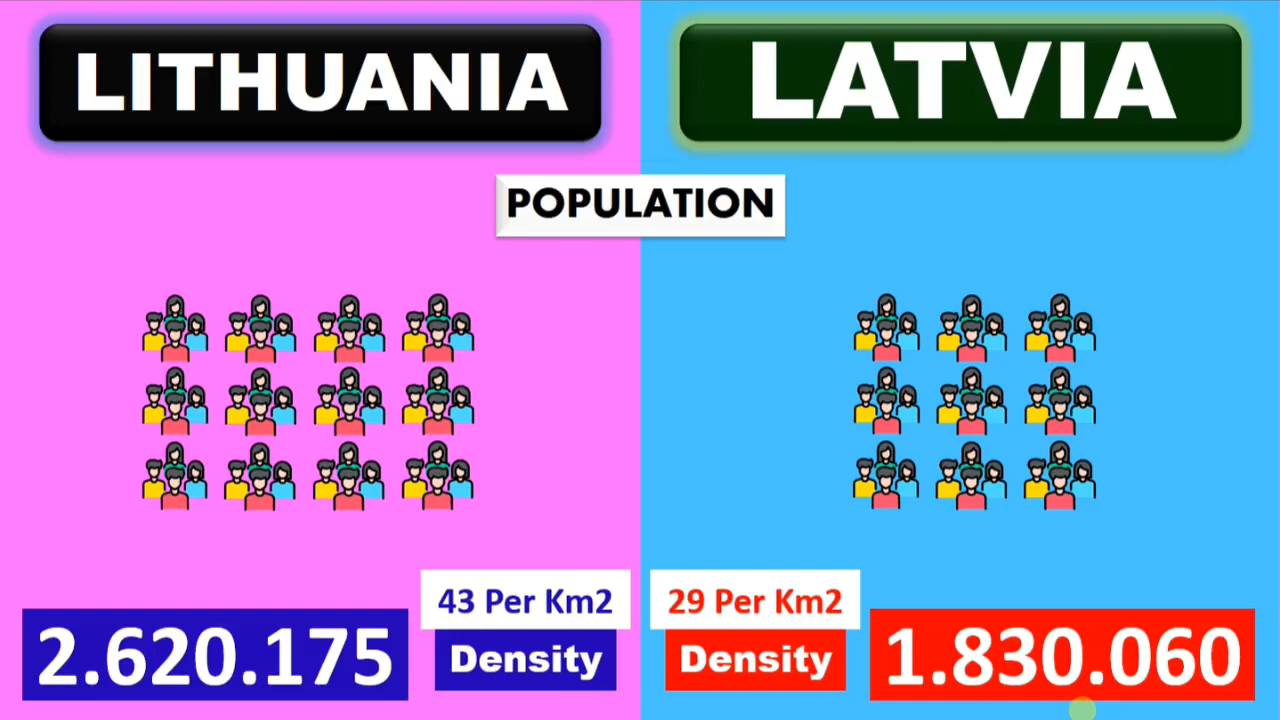 LITHUANIA
LATVIA
POPULATION
43 Per Km2
29 Per Km2
2.620.175
Density
Density
1.830.060